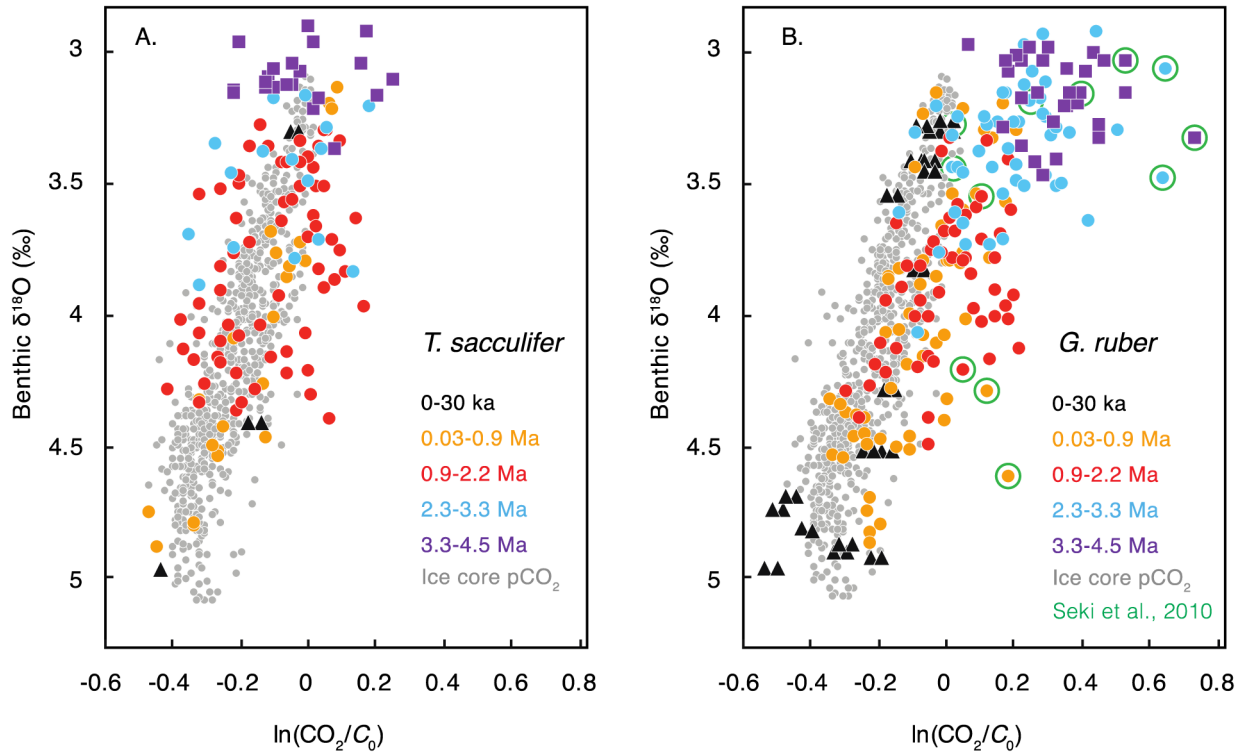 A.
3
3.5
4
4.5
5
Benthic δ¹⁸O (‰)
T. sacculifer
0-30 ka
0.03-0.9 Ma
0.9-2.2 Ma
2.3-3.3 Ma
3.3-4.5 Ma
Ice core pCO₂
-0.6 -0.4 -0.2 0 0.2 0.4 0.6 0.8
ln(CO₂/C₀)
B.
3
3.5
4
4.5
5
Benthic δ¹⁸O (‰)
G. ruber
0-30 ka
0.03-0.9 Ma
0.9-2.2 Ma
2.3-3.3 Ma
3.3-4.5 Ma
Ice core pCO₂
Seki et al., 2010
-0.6 -0.4 -0.2 0 0.2 0.4 0.6 0.8
ln(CO₂/C₀)